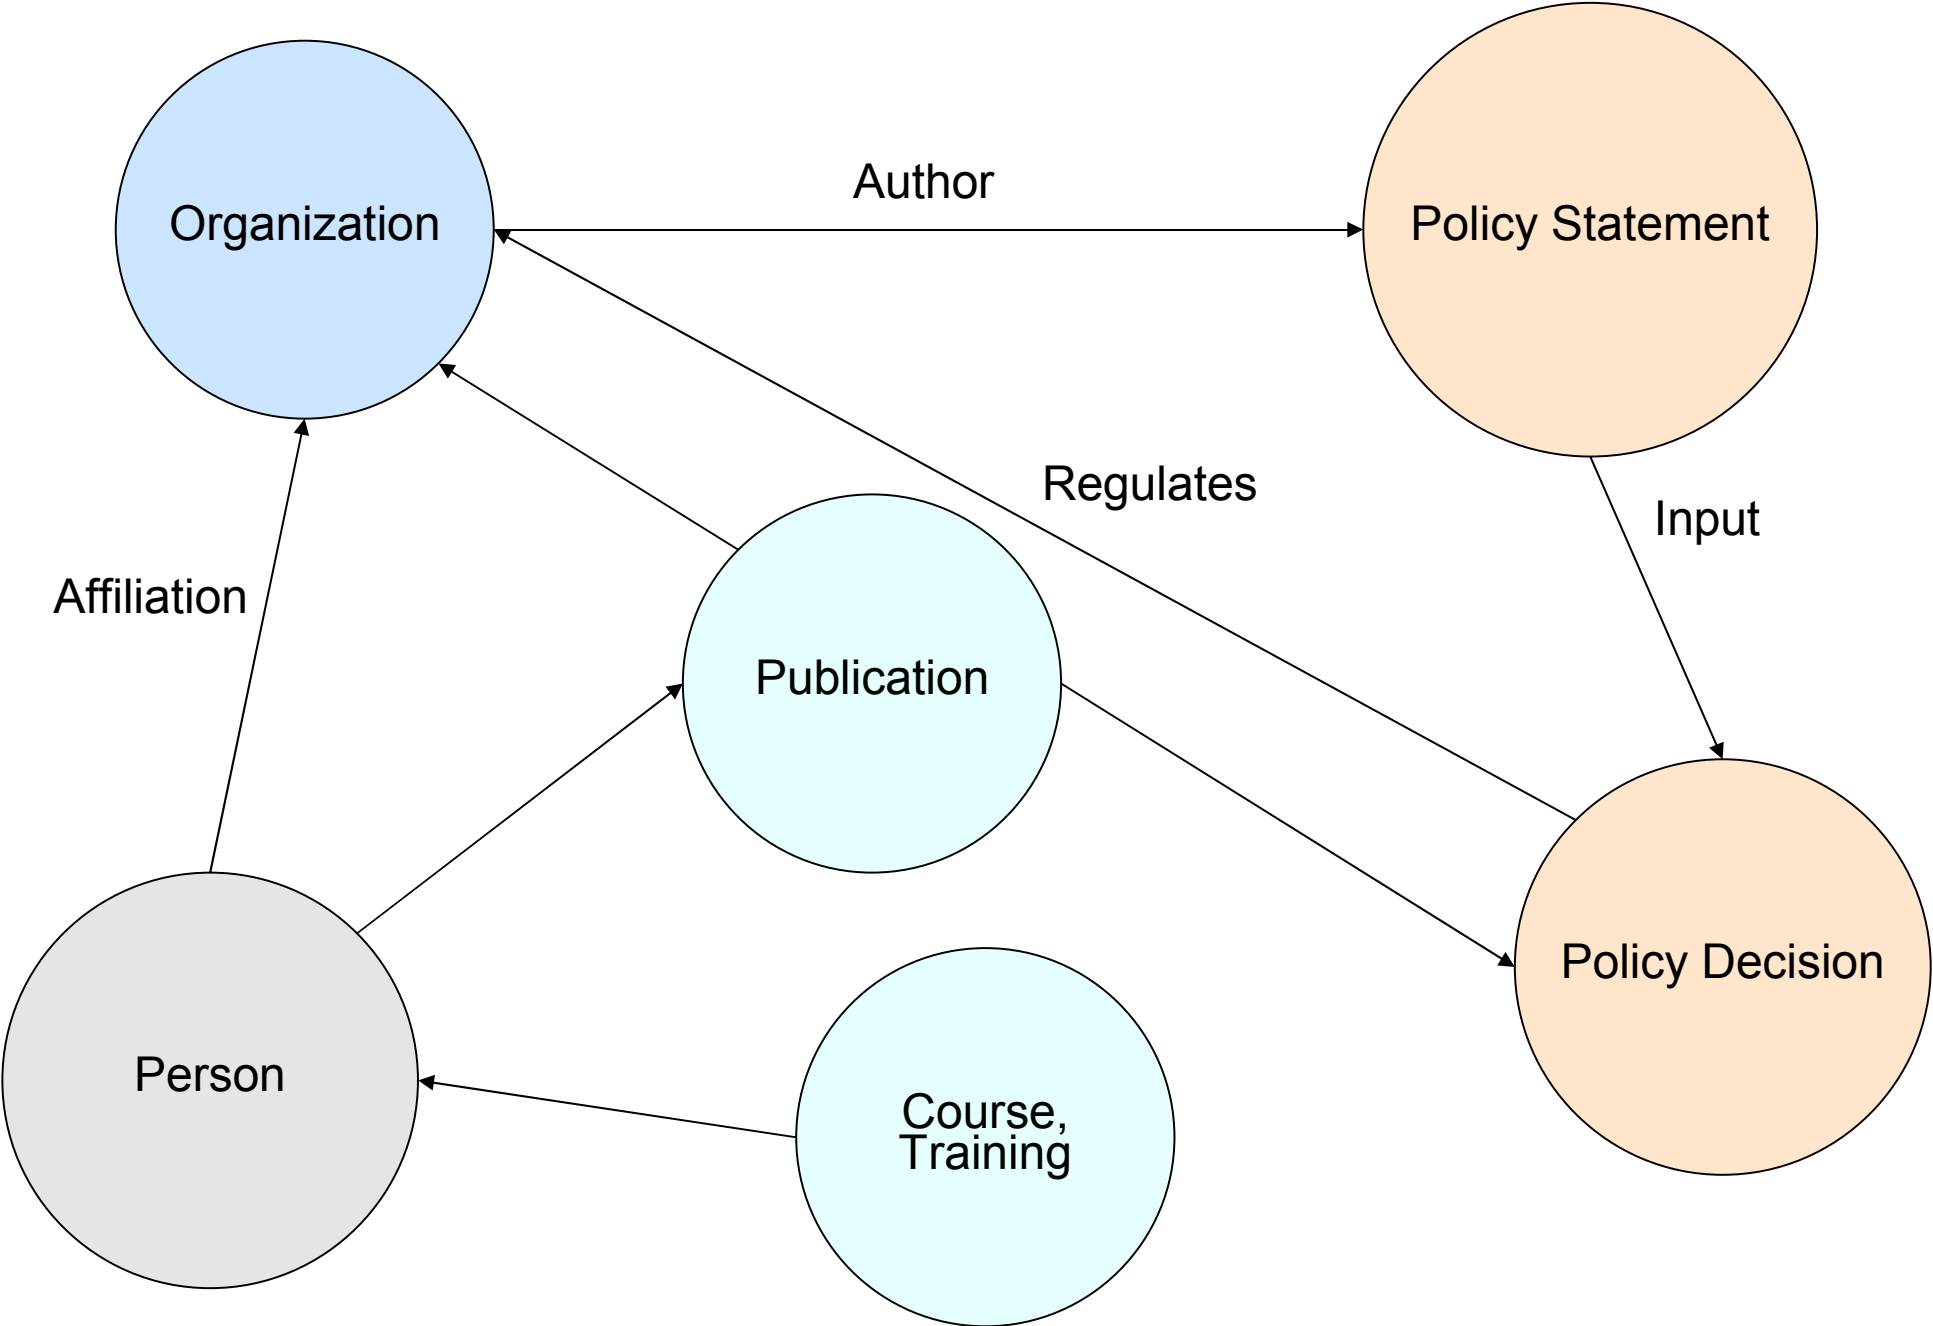 Author
Organization
Policy Statement
Regulates
Input
Affiliation
Publication
Policy Decision
Person
Course,
Training